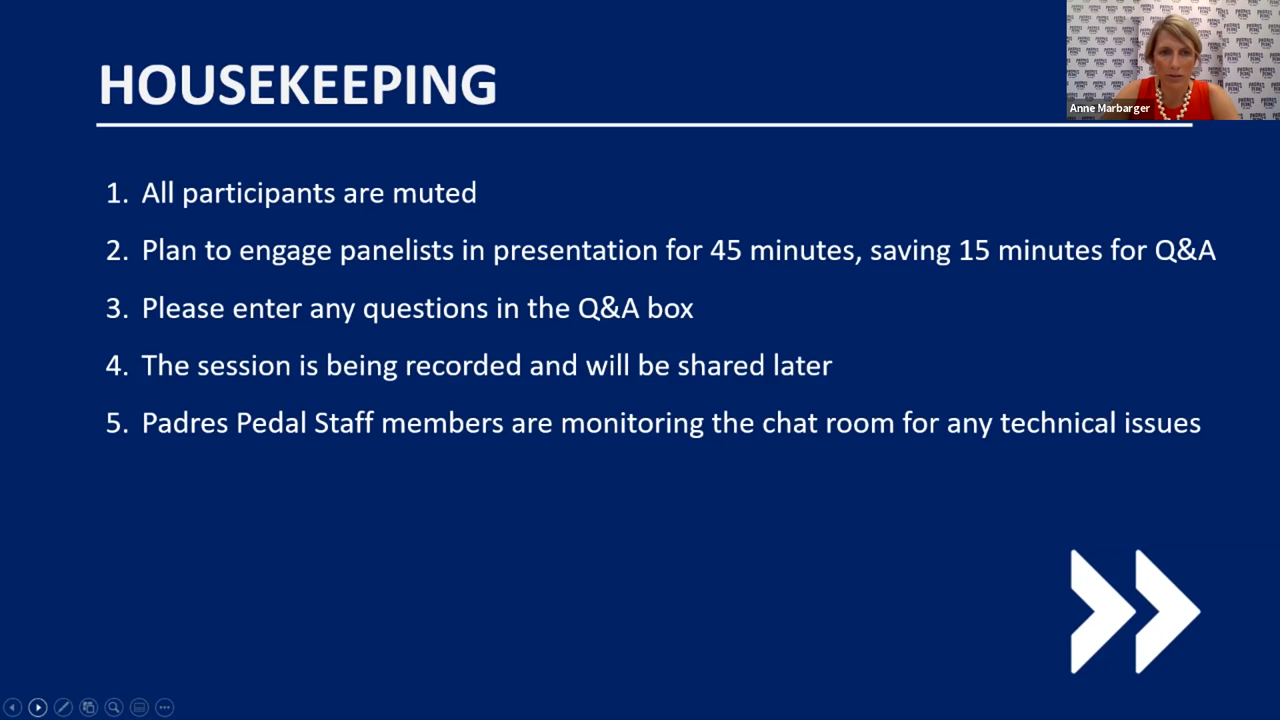 HOUSEKEEPING
Anne Marbarger
1. All participants are muted
2. Plan to engage panelists in presentation for 45 minutes, saving 15 minutes for Q&A
3. Please enter any questions in the Q&A box
4. The session is being recorded and will be shared later
5. Padres Pedal Staff members are monitoring the chat room for any technical issues